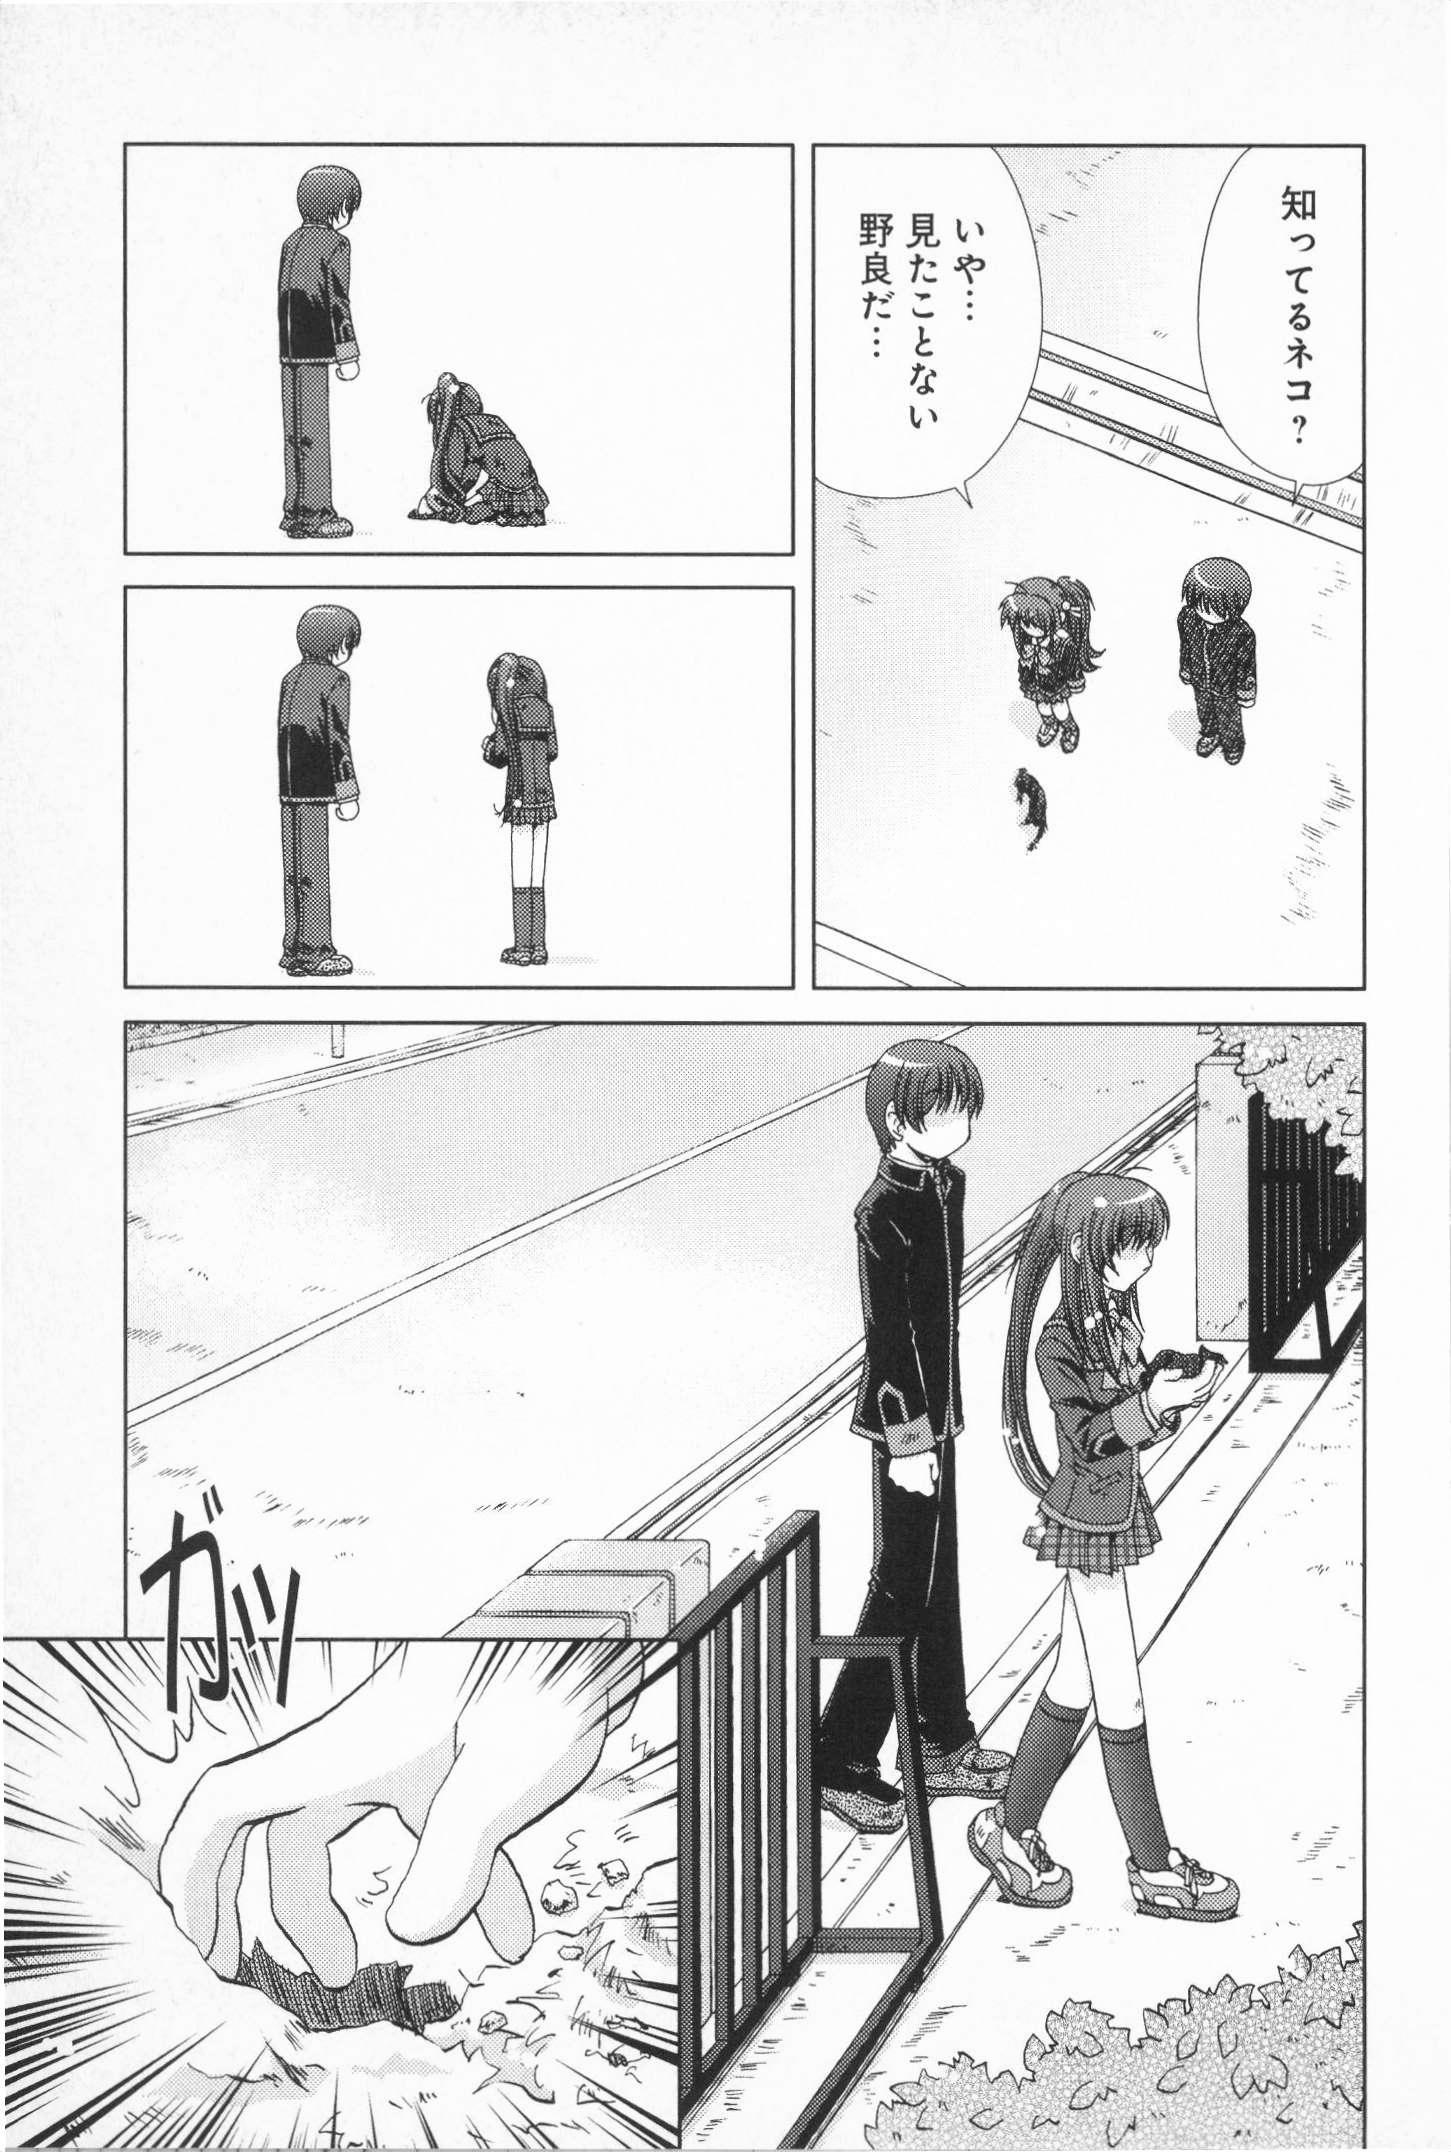 知ってるネコ?
いや…
見たことない
野良だ…
ガッ